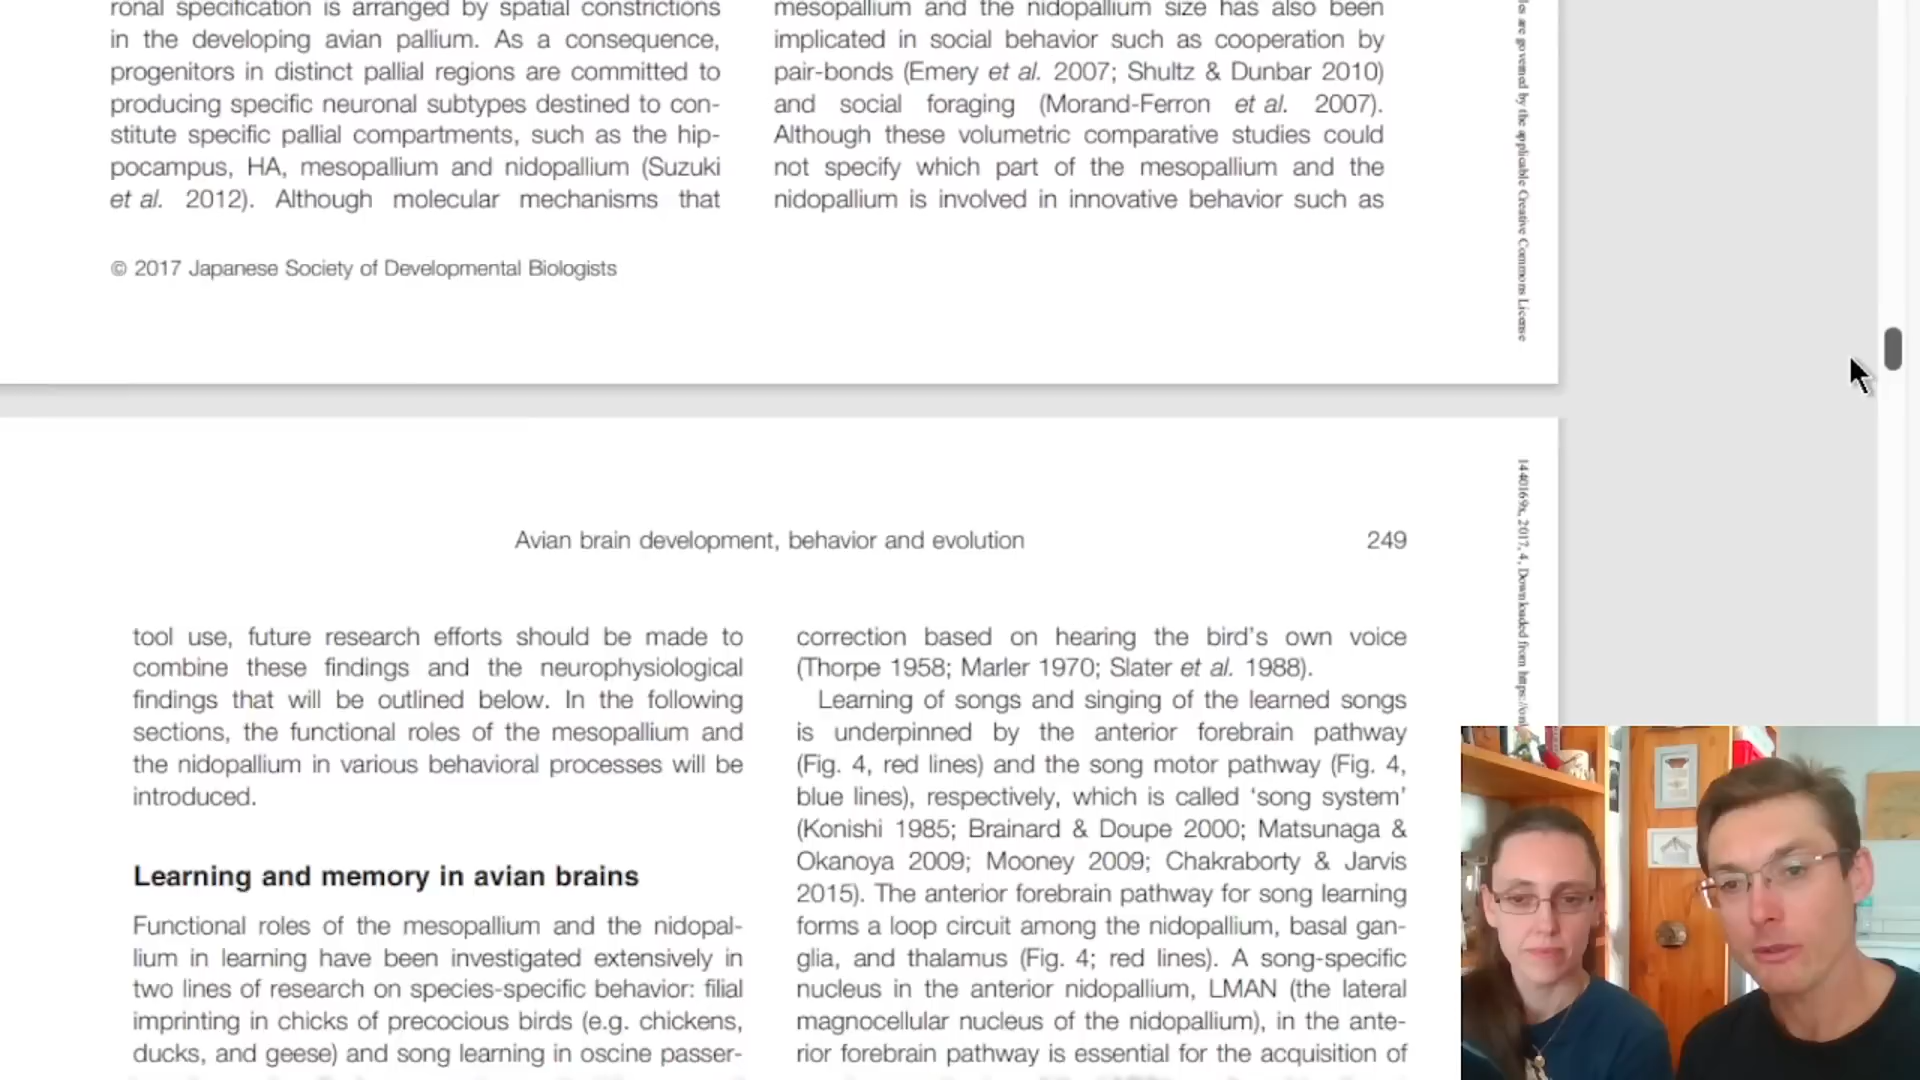 ronal specification is arranged by spatial constrictions
in the developing avian pallium. As a consequence,
progenitors in distinct pallial regions are committed to
producing specific neuronal subtypes destined to con-
stitute specific pallial compartments, such as the hip-
pocampus, HA, mesopallium and nidopallium (Suzuki
et al. 2012). Although molecular mechanisms that
mesopallium and the nidopallium size has also been
implicated in social behavior such as cooperation by
pair-bonds (Emery et al. 2007; Shultz & Dunbar 2010)
and social foraging (Morand-Ferron et al. 2007).
Although these volumetric comparative studies could
not specify which part of the mesopallium and the
nidopallium is involved in innovative behavior such as
© 2017 Japanese Society of Developmental Biologists
are governed by the applicable Creative Commons License
Avian brain development, behavior and evolution
249
tool use, future research efforts should be made to
combine these findings and the neurophysiological
findings that will be outlined below. In the following
sections, the functional roles of the mesopallium and
the nidopallium in various behavioral processes will be
introduced.
Learning and memory in avian brains
Functional roles of the mesopallium and the nidopal-
lium in learning have been investigated extensively in
two lines of research on species-specific behavior: filial
imprinting in chicks of precocious birds (e.g. chickens,
ducks, and geese) and song learning in oscine passer-
correction based on hearing the bird's own voice
(Thorpe 1958; Marler 1970; Slater et al. 1988).
Learning of songs and singing of the learned songs
is underpinned by the anterior forebrain pathway
(Fig. 4, red lines) and the song motor pathway (Fig. 4,
blue lines), respectively, which is called 'song system'
(Konishi 1985; Brainard & Doupe 2000; Matsunaga &
Okanoya 2009; Mooney 2009; Chakraborty & Jarvis
2015). The anterior forebrain pathway for song learning
forms a loop circuit among the nidopallium, basal gan-
glia, and thalamus (Fig. 4; red lines). A song-specific
nucleus in the anterior nidopallium, LMAN (the lateral
magnocellular nucleus of the nidopallium), in the ante-
rior forebrain pathway is essential for the acquisition of
1440169x, 2017, 4, Downloaded from